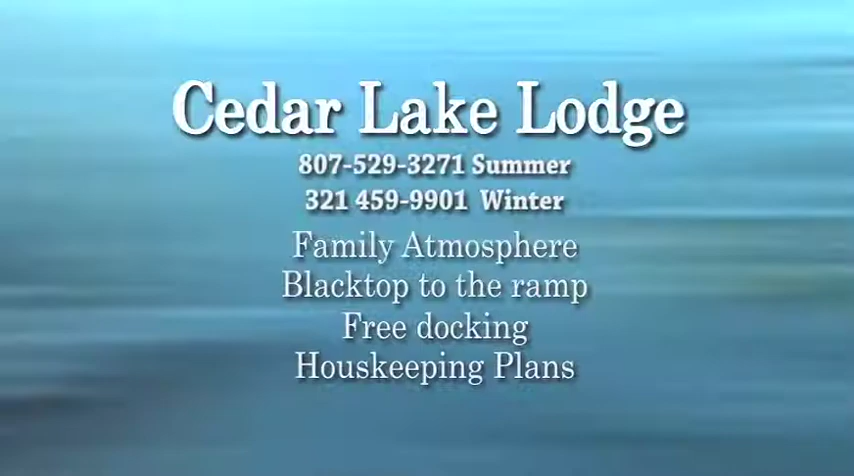 Cedar Lake Lodge
807-529-3271 Summer
321 459-9901 Winter
Family Atmosphere
Blacktop to the ramp
Free docking
Houskeeping Plans